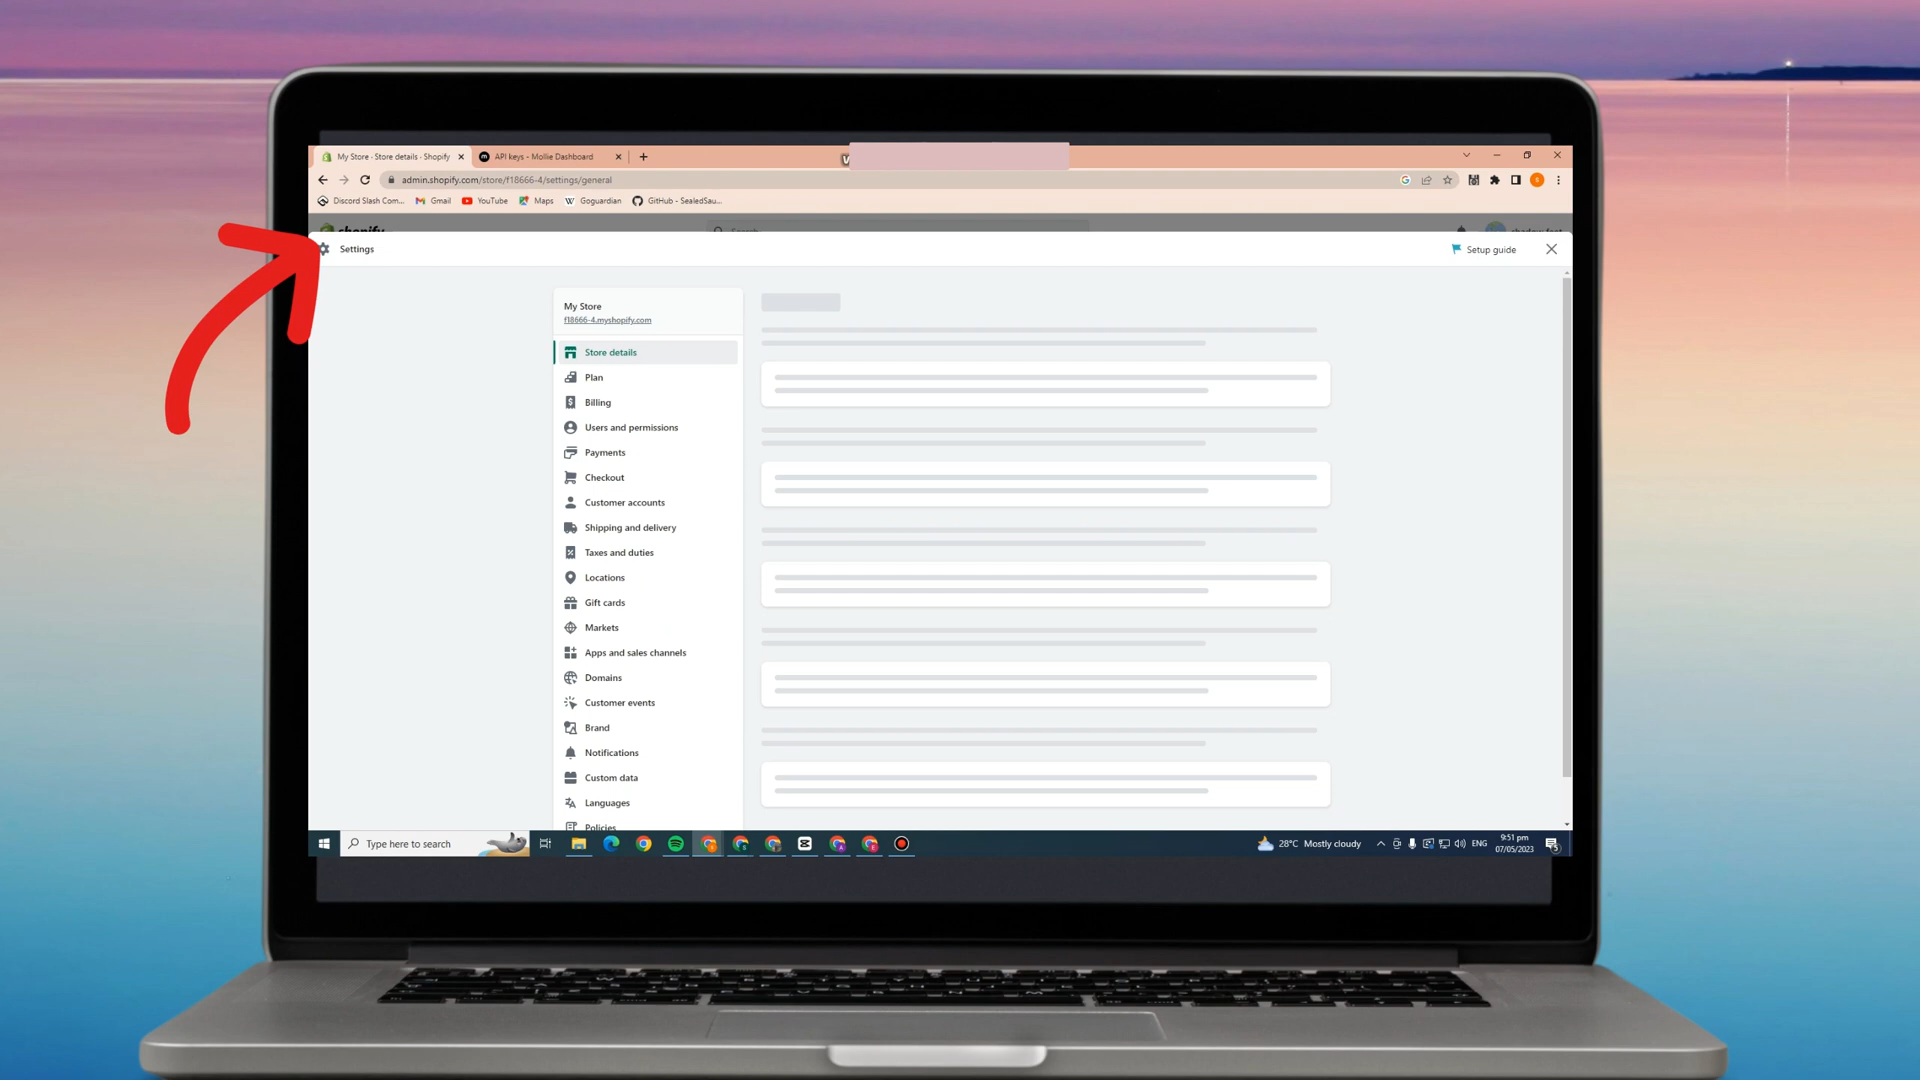 My Store · Store details · Shopify
API keys - Mollie Dashboard
admin.shopify.com/store/f18666-4/settings/general
Discord Slash Com...
Gmail
YouTube
Maps
Goguardian
GitHub - SealedSau...
shopify
Search
Settings
Setup guide
My Store
f18666-4.myshopify.com
Store details
Plan
Billing
Users and permissions
Payments
Checkout
Customer accounts
Shipping and delivery
Taxes and duties
Locations
Gift cards
Markets
Apps and sales channels
Domains
Customer events
Brand
Notifications
Custom data
Languages
Policies
Type here to search
28°C Mostly cloudy
ENG
9:51 pm
07/05/2023
5